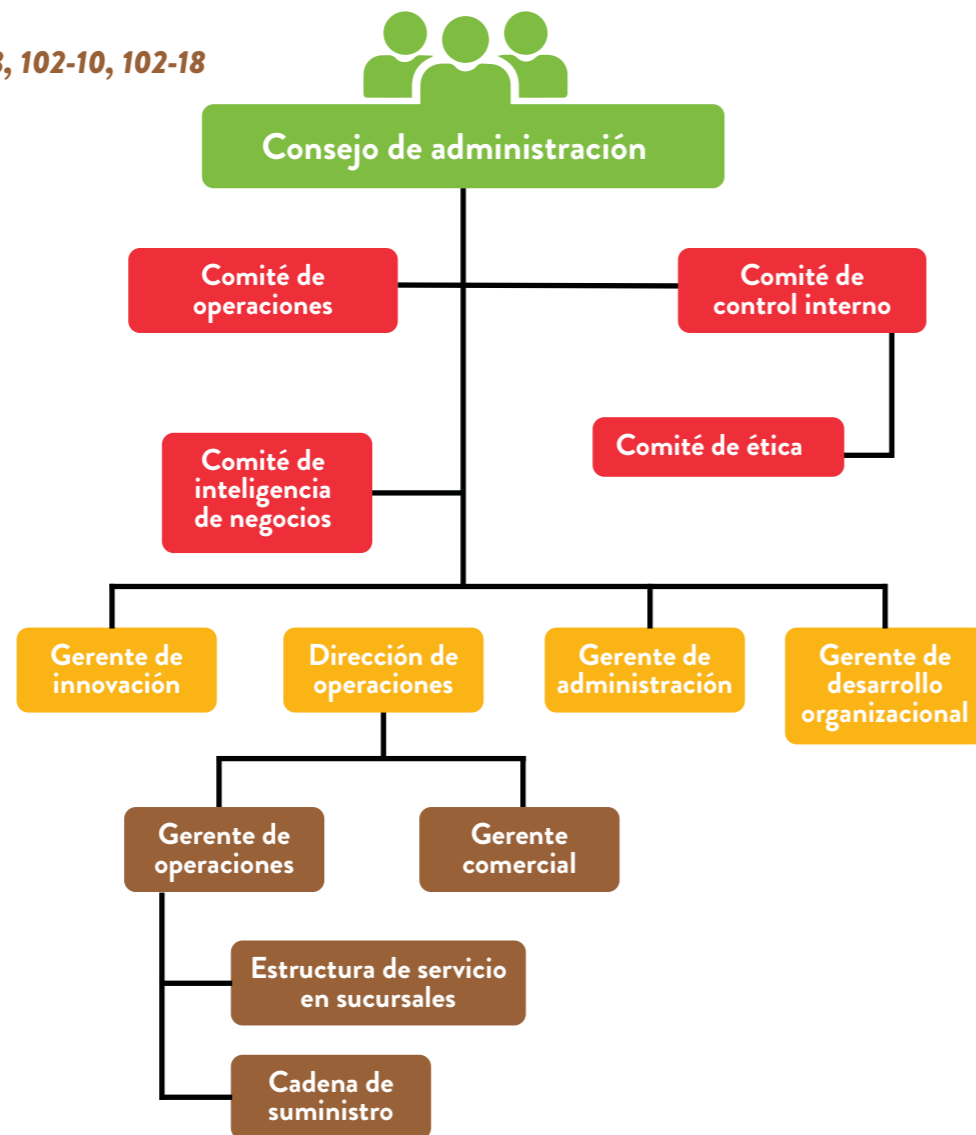 3, 102-10, 102-18
Consejo de administración
Comité de
operaciones
Comité de
control interno
Comité de ética
Comité de
inteligencia
de negocios
Gerente de
innovación
Dirección de
operaciones
Gerente de
administración
Gerente de
desarrollo
organizacional
Gerente de
operaciones
Gerente
comercial
Estructura de servicio
en sucursales
Cadena de
suministro